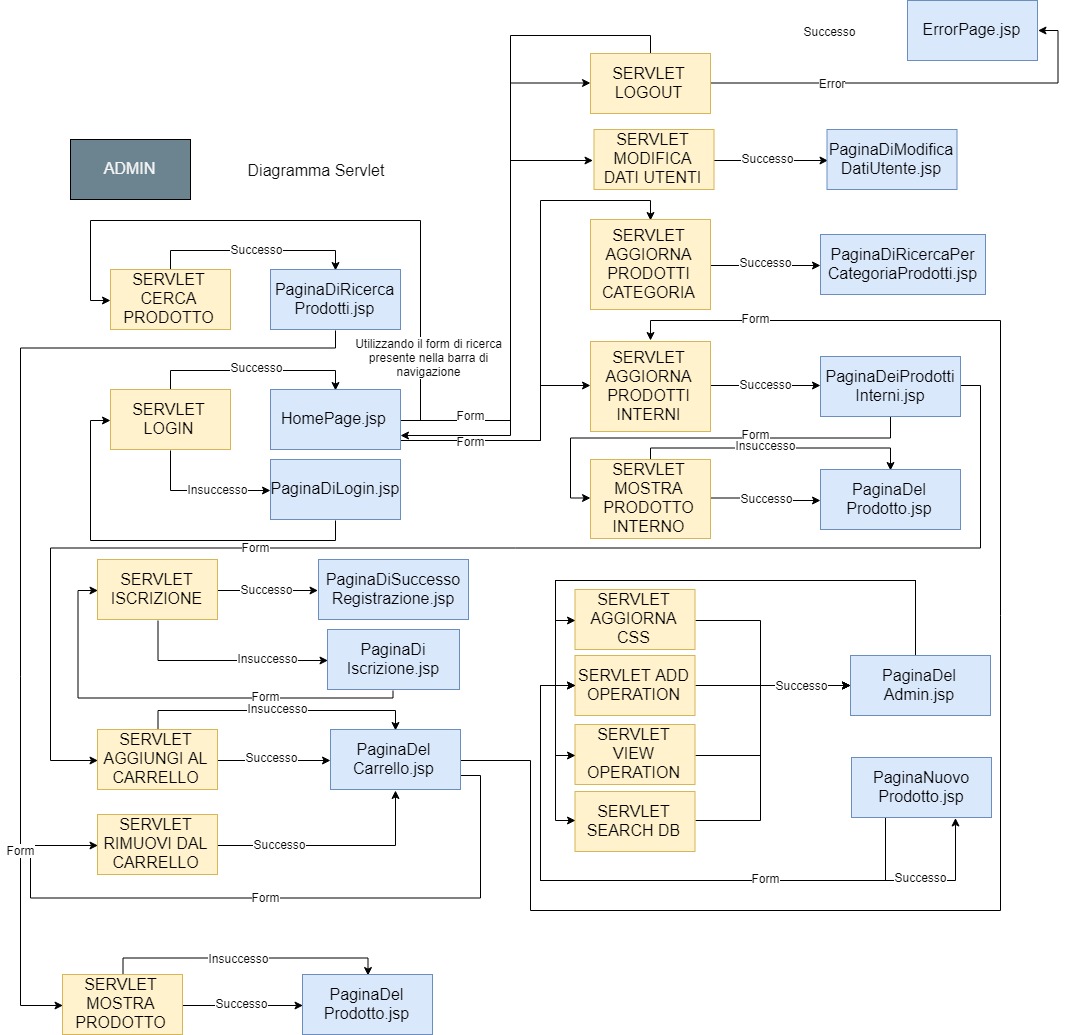 Successo
ErrorPage.jsp
SERVLET
LOGOUT
Error
ADMIN
Diagramma Servlet
SERVLET
MODIFICA
DATI UTENTI
Successo
PaginaDiModifica
DatiUtente.jsp
SERVLET
AGGIORNA
PRODOTTI
CATEGORIA
Successo
PaginaDiRicercaPer
CategoriaProdotti.jsp
Successo
SERVLET
CERCA
PRODOTTO
PaginaDiRicerca
Prodotti.jsp
Utilizzando il form di ricerca
presente nella barra di
navigazione
Form
SERVLET
AGGIORNA
PRODOTTI
INTERNI
Successo
PaginaDeiProdotti
Interni.jsp
Successo
SERVLET
LOGIN
HomePage.jsp
Form
Form
Insuccesso
PaginaDiLogin.jsp
Form
Insuccesso
SERVLET
MOSTRA
PRODOTTO
INTERNO
Successo
PaginaDel
Prodotto.jsp
Form
SERVLET
ISCRIZIONE
Successo
PaginaDiSuccesso
Registrazione.jsp
Insuccesso
PaginaDi
Iscrizione.jsp
Form
Insuccesso
SERVLET
AGGIUNGI AL
CARRELLO
Successo
PaginaDel
Carrello.jsp
SERVLET
RIMUOVI DAL
CARRELLO
Successo
Form
Form
SERVLET
AGGIORNA
CSS
SERVLET ADD
OPERATION
Successo
PaginaDel
Admin.jsp
SERVLET
VIEW
OPERATION
SERVLET
SEARCH DB
PaginaNuovo
Prodotto.jsp
Form
Successo
Insuccesso
SERVLET
MOSTRA
PRODOTTO
Successo
PaginaDel
Prodotto.jsp